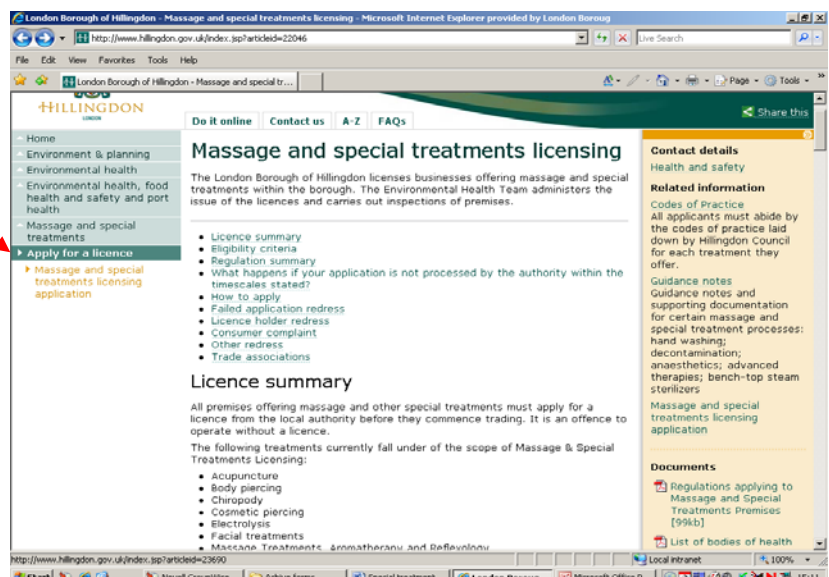 London Borough of Hillingdon - Massage and special treatments licensing - Microsoft Internet Explorer provided by London Boroug
http://www.hillingdon.gov.uk/index.jsp?articleid=22046
Live Search
File Edit View Favorites Tools Help
London Borough of Hillingdon - Massage and special tr...
Page Tools
HILLINGDON
LONDON
Do it online Contact us A-Z FAQs
Share this
Home
Environment & planning
Environmental health
Environmental health, food
health and safety and port
health
Massage and special
treatments
Apply for a licence
Massage and special
treatments licensing
application
Massage and special treatments licensing
The London Borough of Hillingdon licenses businesses offering massage and special
treatments within the borough. The Environmental Health Team administers the
issue of the licences and carries out inspections of premises.
• Licence summary
• Eligibility criteria
• Regulation summary
• What happens if your application is not processed by the authority within the
timescales stated?
• How to apply
• Failed application redress
• Licence holder redress
• Consumer complaint
• Other redress
• Trade associations
Licence summary
All premises offering massage and other special treatments must apply for a
licence from the local authority before they commence trading. It is an offence to
operate without a licence.
The following treatments currently fall under of the scope of Massage & Special
Treatments Licensing:
• Acupuncture
• Body piercing
• Chiropody
• Cosmetic piercing
• Electrolysis
• Facial treatments
• Massage Treatments, Aromatherapy and Reflexology
Contact details
Health and safety
Related information
Codes of Practice
All applicants must abide by
the codes of practice laid
down by Hillingdon Council
for each treatment they
offer.
Guidance notes
Guidance notes and
supporting documentation
for certain massage and
special treatment processes:
hand washing;
decontamination;
anaesthetics; advanced
therapies; bench-top steam
sterilizers
Massage and special
treatments licensing
application
Documents
Regulations applying to
Massage and Special
Treatments Premises
[99kb]
List of bodies of health
http://www.hillingdon.gov.uk/index.jsp?articleid=23690
Local intranet
100%